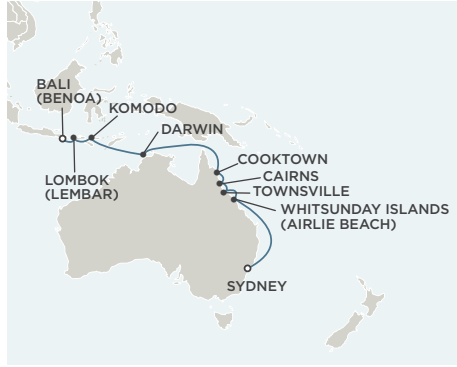 BALI
(BENOA)
KOMODO
DARWIN
LOMBOK
(LEMBAR)
COOKTOWN
CAIRNS
TOWNSVILLE
WHITSUNDAY ISLANDS
(AIRLIE BEACH)
SYDNEY